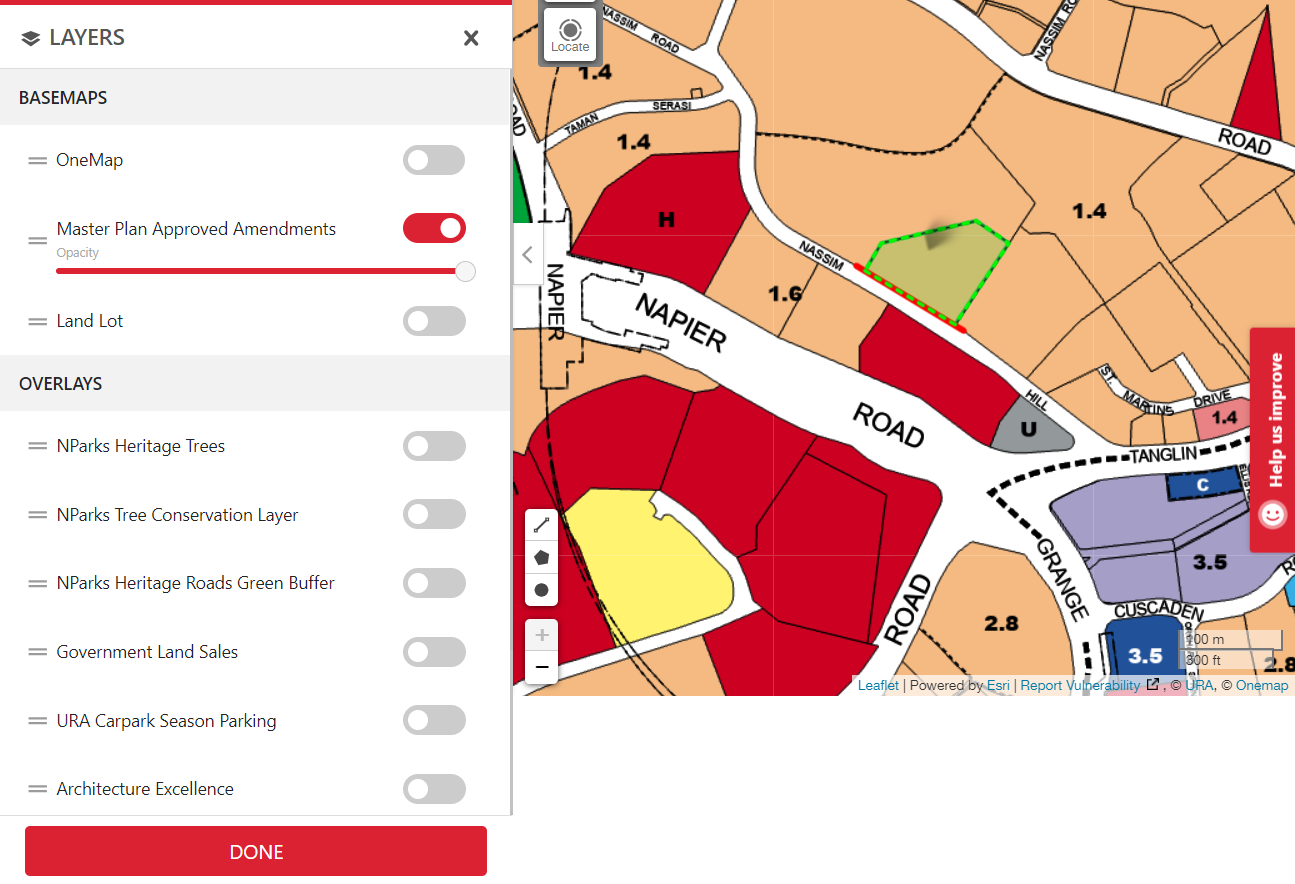 LAYERS
BASEMAPS
OneMap
Master Plan Approved Amendments
Opacity
Land Lot
OVERLAYS
NParks Heritage Trees
NParks Tree Conservation Layer
NParks Heritage Roads Green Buffer
Government Land Sales
URA Carpark Season Parking
Architecture Excellence
DONE
Locate
NASSIM
ROAD
NASSIM RO
1.4
SERASI
TAMAN
OAD
1.4
ROAD
H
1.4
NASSIM
NAPIER
1.6
NAPIER
ROAD
HILL
U
ST.
MARTINS
DRIVE
1.4
TANGLIN
C
3.5
GRANGE
CUSCADEN
ROAD
2.8
3.5
2.8
100 m
300 ft
+
−
Help us improve
Leaflet | Powered by Esri | Report Vulnerability , © URA, © Onemap